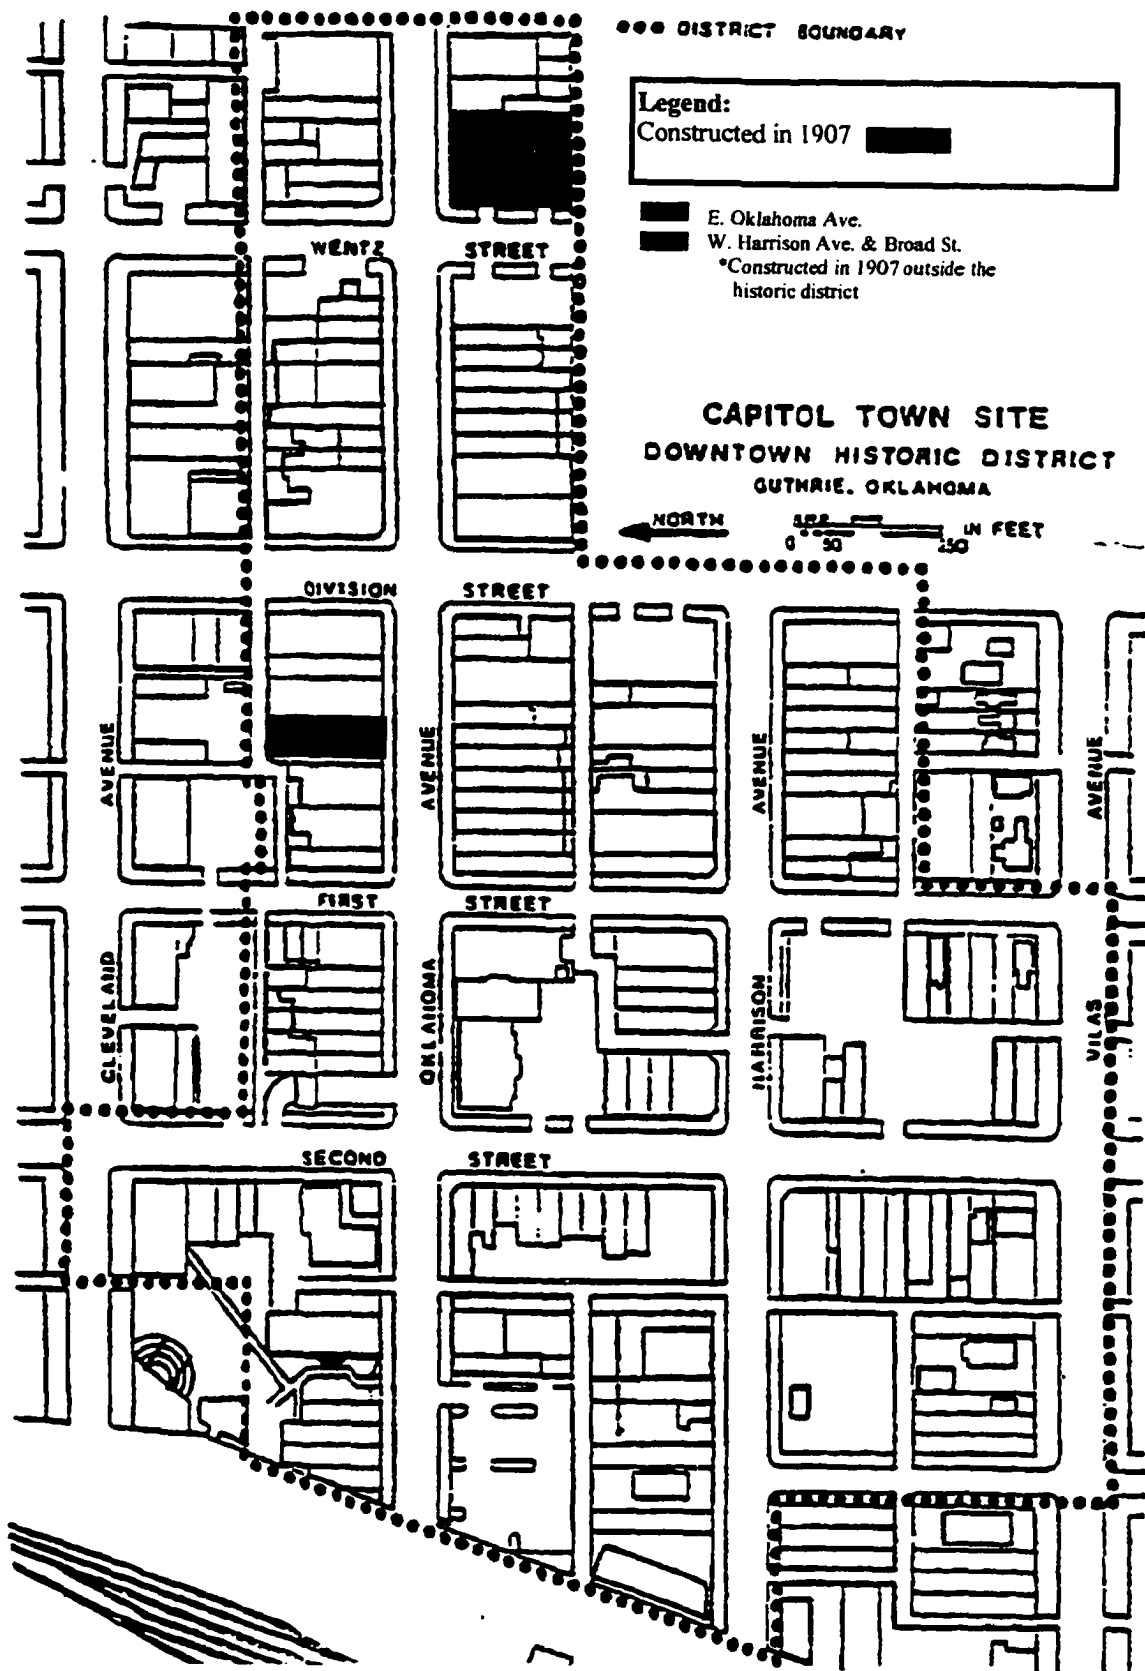 ●●● DISTRICT BOUNDARY
Legend:
Constructed in 1907
E. Oklahoma Ave.
W. Harrison Ave. & Broad St.
*Constructed in 1907 outside the
historic district
WENTZ STREET
CAPITOL TOWN SITE
DOWNTOWN HISTORIC DISTRICT
GUTHRIE, OKLAHOMA
NORTH
0 50 250 IN FEET
DIVISION STREET
AVENUE
AVENUE
AVENUE
AVENUE
FIRST STREET
CLEVELAND
OKLAHOMA
HARRISON
VILAS
SECOND STREET